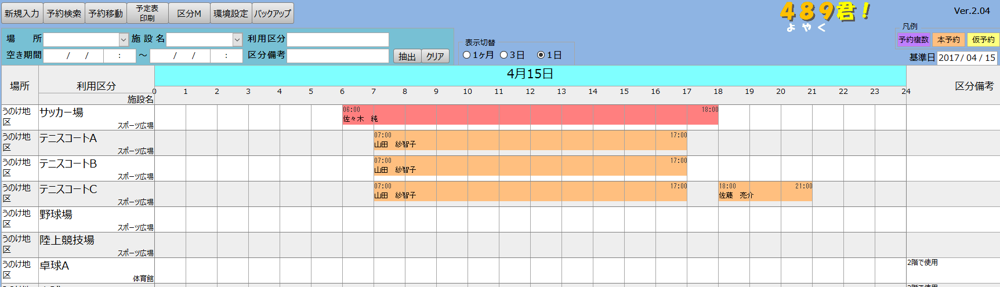 新規入力 予約検索 予約移動 予定表印刷 区分M 環境設定 バックアップ
489君!
よやく
Ver.2.04
凡例
予約複数 本予約 仮予約
場　所 施設名 利用区分
空き期間 / / : ～ / / : 区分備考 抽出 クリア
表示切替
1ヶ月 3日 1日
基準日 2017/ 04 / 15
場所 利用区分 施設名 4月15日 区分備考
0 1 2 3 4 5 6 7 8 9 10 11 12 13 14 15 16 17 18 19 20 21 22 23 24
うのけ地区 サッカー場 スポーツ広場 06:00 18:00
佐々木　純
うのけ地区 テニスコートA スポーツ広場 07:00 17:00
山田　紗智子
うのけ地区 テニスコートB スポーツ広場 07:00 17:00
山田　紗智子
うのけ地区 テニスコートC スポーツ広場 07:00 17:00 18:00 21:00
山田　紗智子 佐藤　亮介
うのけ地区 野球場 スポーツ広場
うのけ地区 陸上競技場 スポーツ広場
うのけ地区 卓球A 体育館 2階で使用